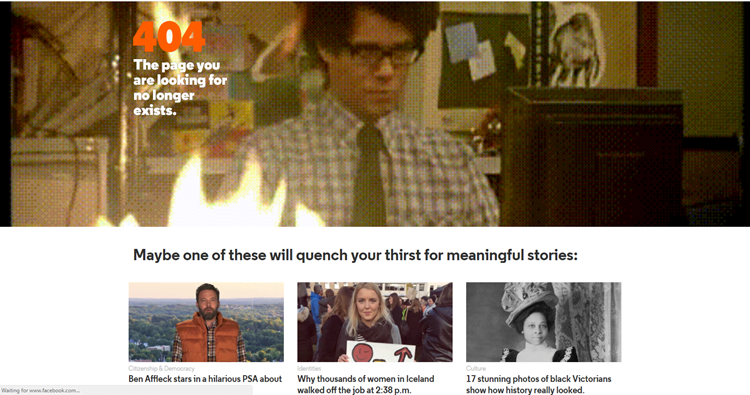 404
The page you
are looking for
no longer
exists.
Maybe one of these will quench your thirst for meaningful stories:
Citizenship & Democracy
Ben Affleck stars in a hilarious PSA about
Identities
Why thousands of women in Iceland
walked off the job at 2:38 p.m.
Culture
17 stunning photos of black Victorians
show how history really looked.
Waiting for www.facebook.com...